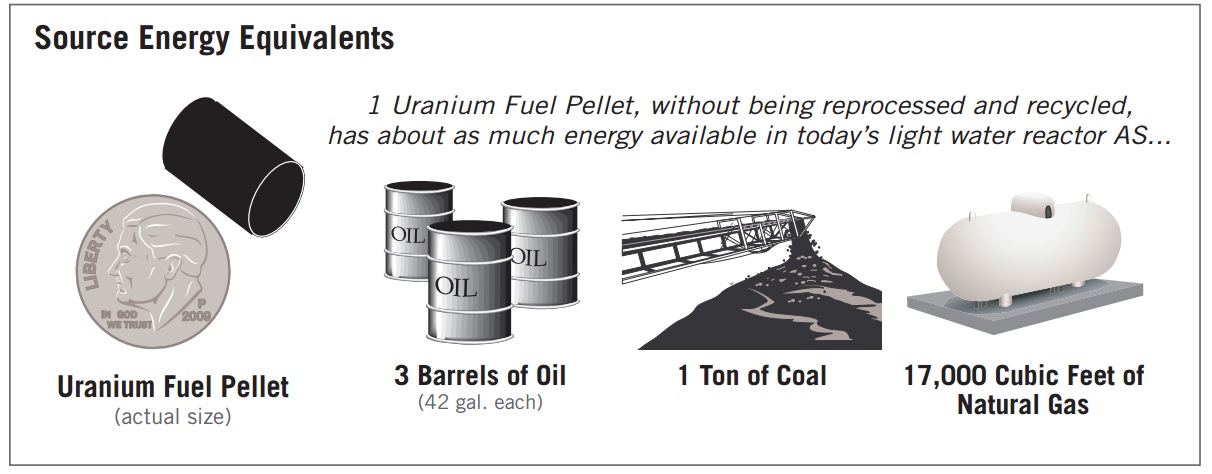 Source Energy Equivalents
1 Uranium Fuel Pellet, without being reprocessed and recycled,
has about as much energy available in today’s light water reactor AS...
LIBERTY
IN GOD
WE TRUST
P
2009
OIL
OIL
OIL
Uranium Fuel Pellet
(actual size)
3 Barrels of Oil
(42 gal. each)
1 Ton of Coal
17,000 Cubic Feet of
Natural Gas